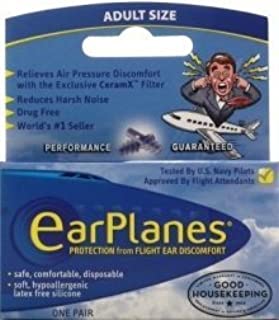 ADULT SIZE
Relieves Air Pressure Discomfort
with the Exclusive CeramX™ Filter
Reduces Harsh Noise
Drug Free
World's #1 Seller
PERFORMANCE GUARANTEED
Tested By U.S. Navy Pilots
Approved By Flight Attendants
earPlanes®
PROTECTION from FLIGHT EAR DISCOMFORT
• safe, comfortable, disposable
• soft, hypoallergenic
latex free silicone
ONE PAIR
GOOD
HOUSEKEEPING